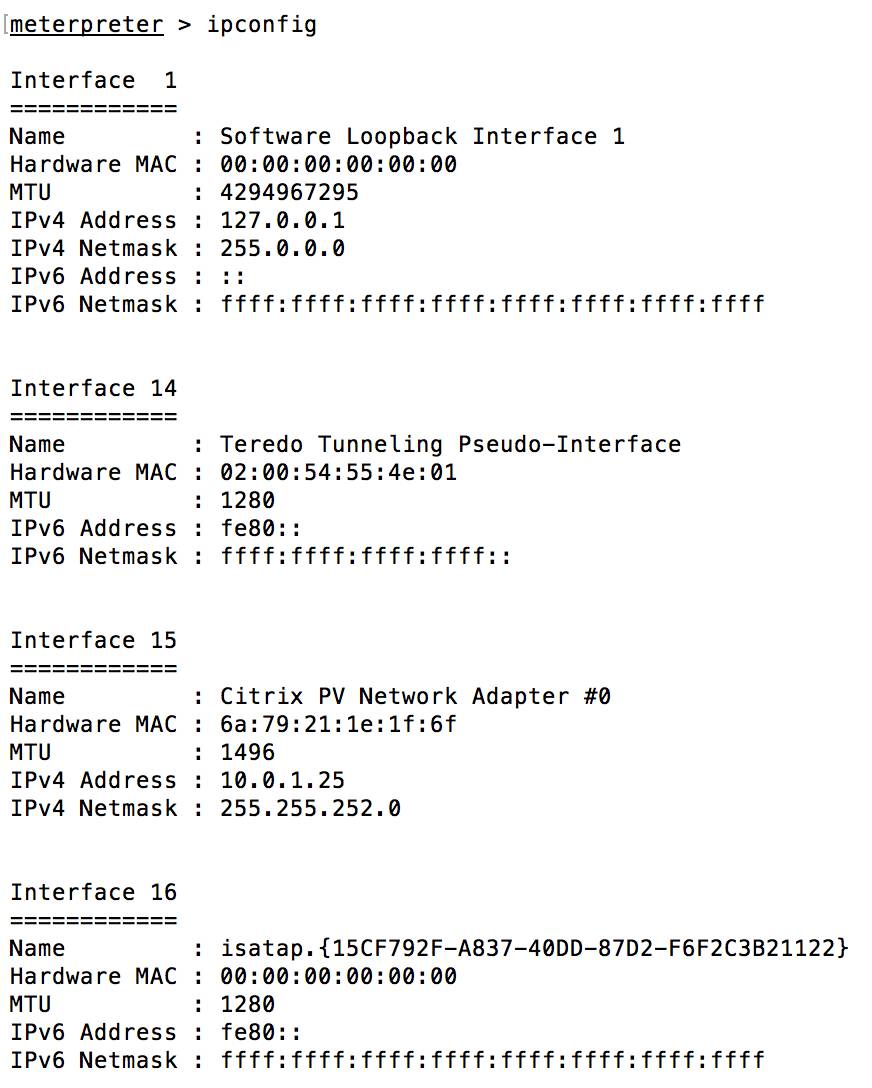 [meterpreter > ipconfig
Interface  1
============
Name         : Software Loopback Interface 1
Hardware MAC : 00:00:00:00:00:00
MTU          : 4294967295
IPv4 Address : 127.0.0.1
IPv4 Netmask : 255.0.0.0
IPv6 Address : ::
IPv6 Netmask : ffff:ffff:ffff:ffff:ffff:ffff:ffff:ffff
Interface 14
============
Name         : Teredo Tunneling Pseudo-Interface
Hardware MAC : 02:00:54:55:4e:01
MTU          : 1280
IPv6 Address : fe80::
IPv6 Netmask : ffff:ffff:ffff:ffff::
Interface 15
============
Name         : Citrix PV Network Adapter #0
Hardware MAC : 6a:79:21:1e:1f:6f
MTU          : 1496
IPv4 Address : 10.0.1.25
IPv4 Netmask : 255.255.252.0
Interface 16
============
Name         : isatap.{15CF792F-A837-40DD-87D2-F6F2C3B21122}
Hardware MAC : 00:00:00:00:00:00
MTU          : 1280
IPv6 Address : fe80::
IPv6 Netmask : ffff:ffff:ffff:ffff:ffff:ffff:ffff:ffff